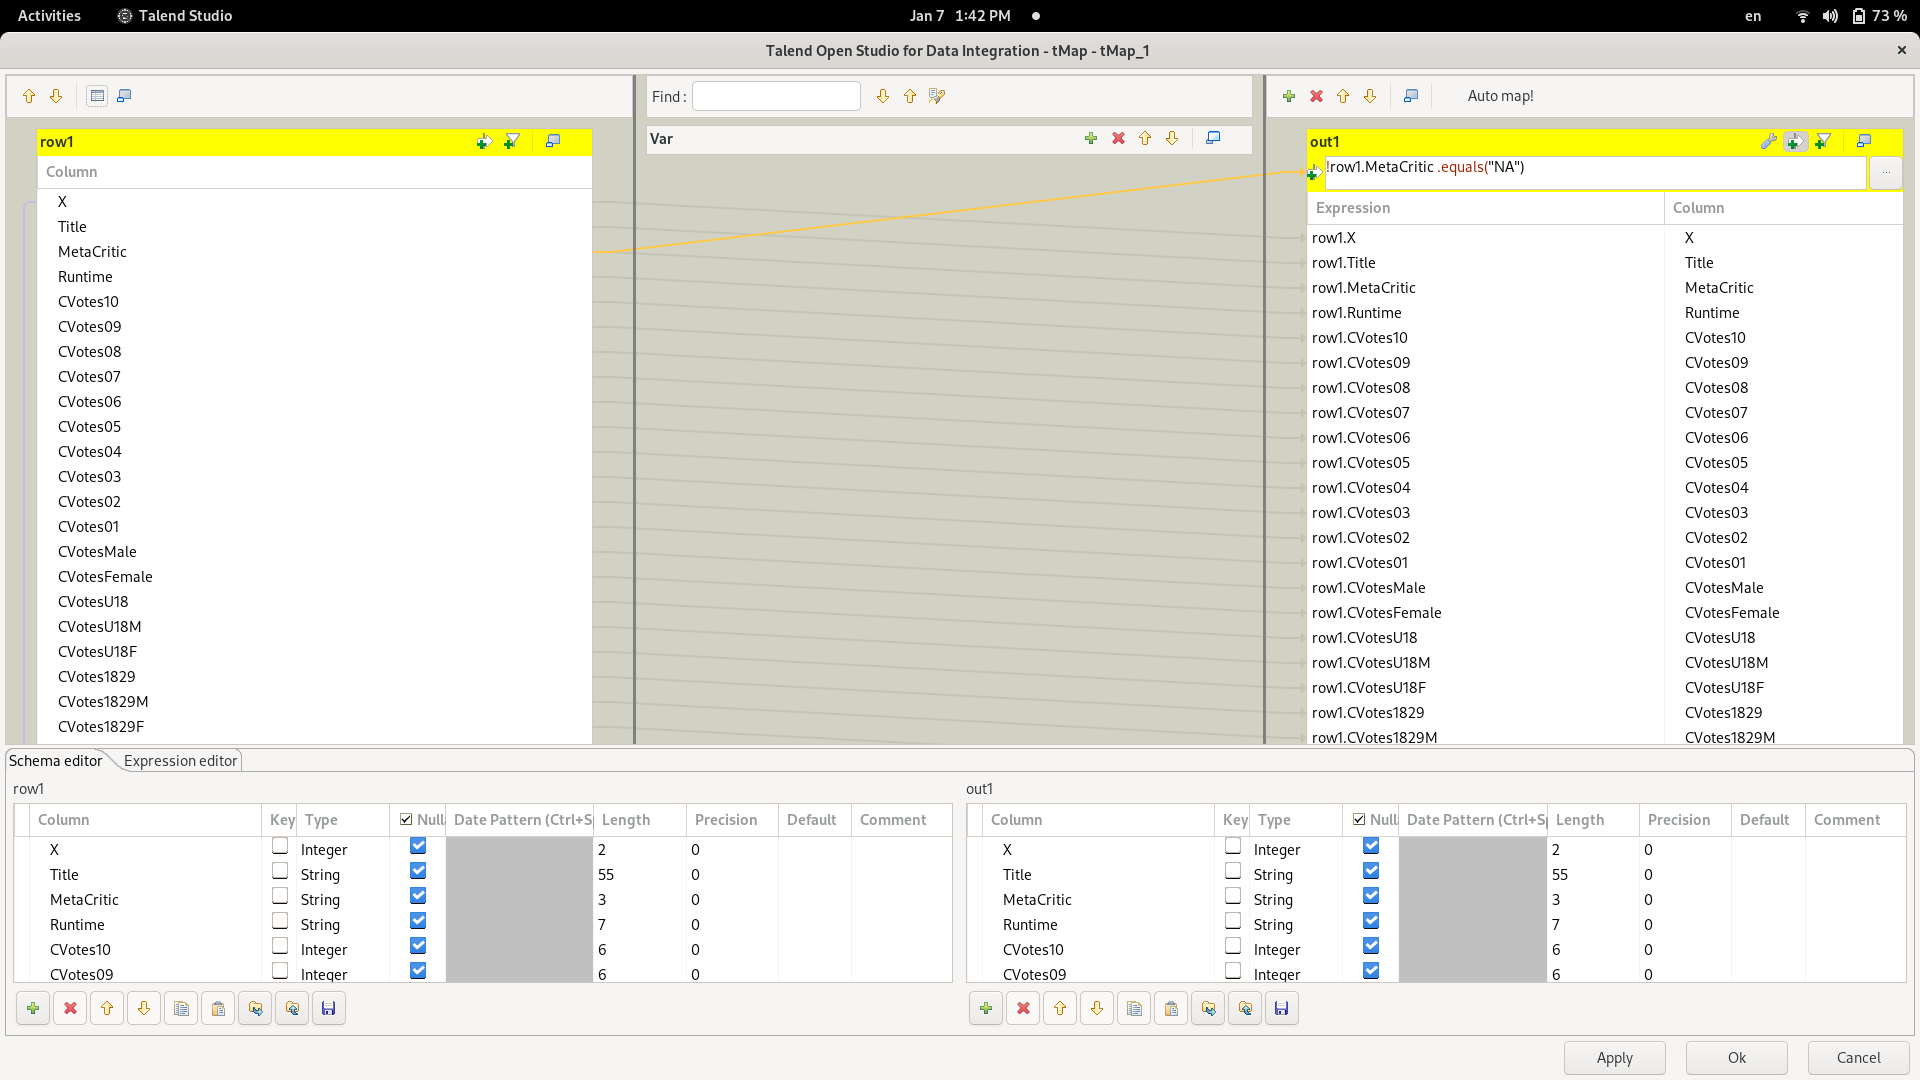 Activities Talend Studio Jan 7 1:42 PM en 73 %
Talend Open Studio for Data Integration - tMap - tMap_1
Find : Auto map!
row1 Var out1
!row1.MetaCritic .equals("NA") ...
Column
Expression Column
X
Title
MetaCritic
Runtime
CVotes10
CVotes09
CVotes08
CVotes07
CVotes06
CVotes05
CVotes04
CVotes03
CVotes02
CVotes01
CVotesMale
CVotesFemale
CVotesU18
CVotesU18M
CVotesU18F
CVotes1829
CVotes1829M
CVotes1829F
row1.X X
row1.Title Title
row1.MetaCritic MetaCritic
row1.Runtime Runtime
row1.CVotes10 CVotes10
row1.CVotes09 CVotes09
row1.CVotes08 CVotes08
row1.CVotes07 CVotes07
row1.CVotes06 CVotes06
row1.CVotes05 CVotes05
row1.CVotes04 CVotes04
row1.CVotes03 CVotes03
row1.CVotes02 CVotes02
row1.CVotes01 CVotes01
row1.CVotesMale CVotesMale
row1.CVotesFemale CVotesFemale
row1.CVotesU18 CVotesU18
row1.CVotesU18M CVotesU18M
row1.CVotesU18F CVotesU18F
row1.CVotes1829 CVotes1829
row1.CVotes1829M CVotes1829M
Schema editor Expression editor
row1
Column Key Type Null Date Pattern (Ctrl+S Length Precision Default Comment
X Integer 2 0
Title String 55 0
MetaCritic String 3 0
Runtime String 7 0
CVotes10 Integer 6 0
CVotes09 Integer 6 0
out1
Column Key Type Null Date Pattern (Ctrl+Sp Length Precision Default Comment
X Integer 2 0
Title String 55 0
MetaCritic String 3 0
Runtime String 7 0
CVotes10 Integer 6 0
CVotes09 Integer 6 0
Apply Ok Cancel